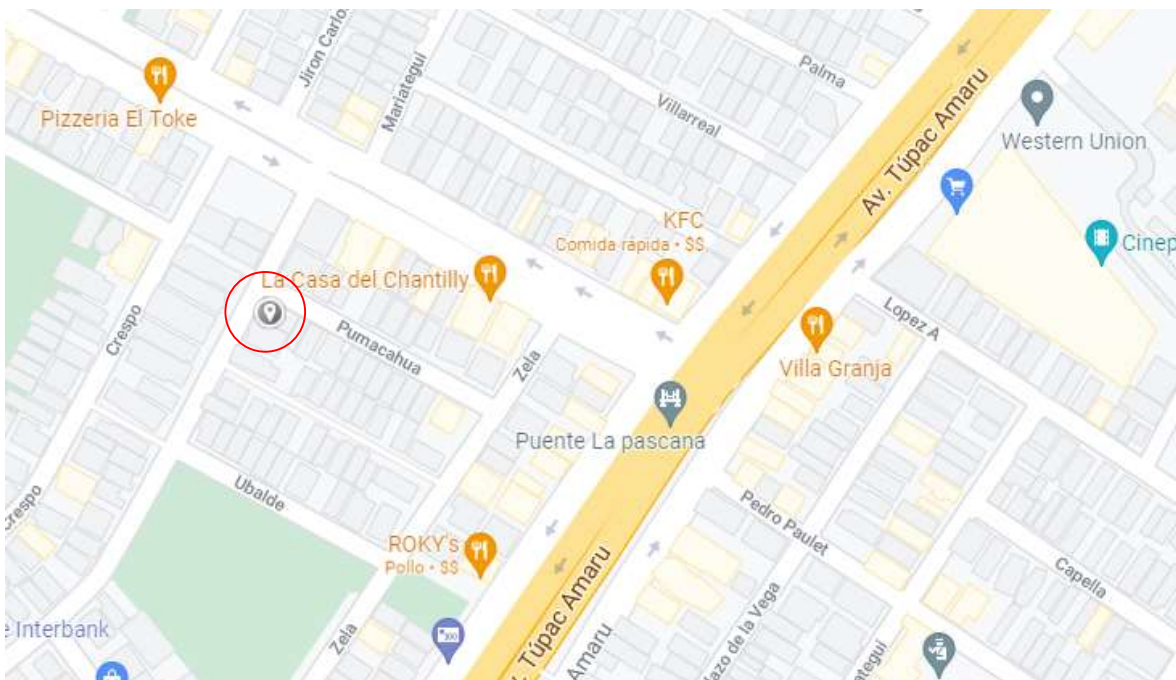 Jiron Carlos
Mariategui
Palma
Villarreal
Av. Túpac Amaru
Pizzeria El Toke
Western Union
KFC
Comida rápida • $$
Cinep
La Casa del Chantilly
Crespo
Pumacahua
Zela
Lopez A
Villa Granja
Puente La pascana
Ubalde
Crespo
Pedro Paulet
ROKY's
Pollo • $$
Capella
Interbank
Zela
Túpac Amaru
Amaru
lazo de la Vega
ategui